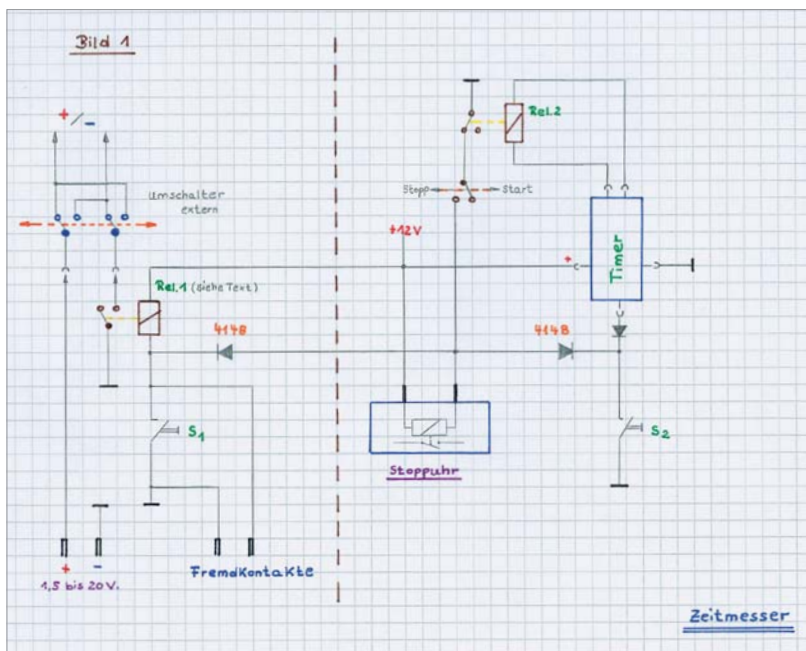 Bild 1
+ / -
Umschalter
extern
Rel.1 (siehe Text)
4148
S1
+ -
1,5 bis 20 V.
Fremdkontakte
Rel.2
Stopp Start
+12V
+
Timer
4148
S2
Stoppuhr
Zeitmesser